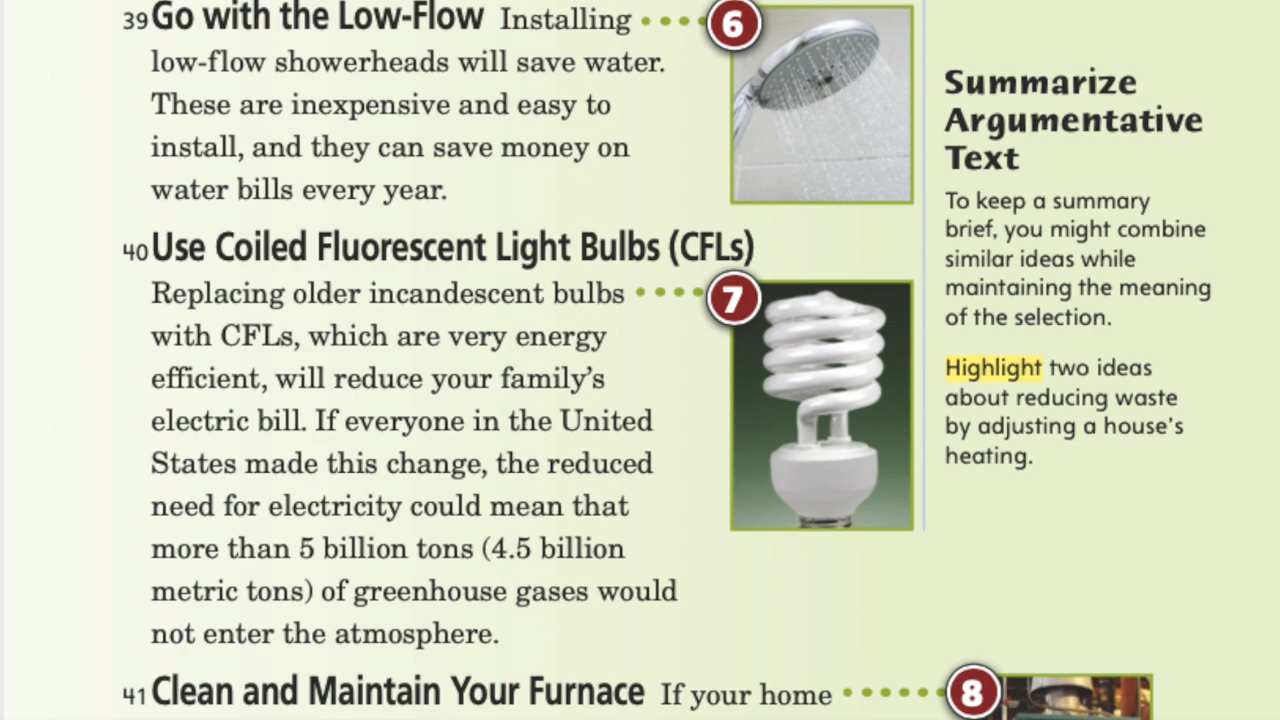 39 Go with the Low-Flow Installing
low-flow showerheads will save water.
These are inexpensive and easy to
install, and they can save money on
water bills every year.
40 Use Coiled Fluorescent Light Bulbs (CFLs)
Replacing older incandescent bulbs
with CFLs, which are very energy
efficient, will reduce your family's
electric bill. If everyone in the United
States made this change, the reduced
need for electricity could mean that
more than 5 billion tons (4.5 billion
metric tons) of greenhouse gases would
not enter the atmosphere.
41 Clean and Maintain Your Furnace If your home
6
7
8
Summarize
Argumentative
Text
To keep a summary
brief, you might combine
similar ideas while
maintaining the meaning
of the selection.
Highlight two ideas
about reducing waste
by adjusting a house's
heating.